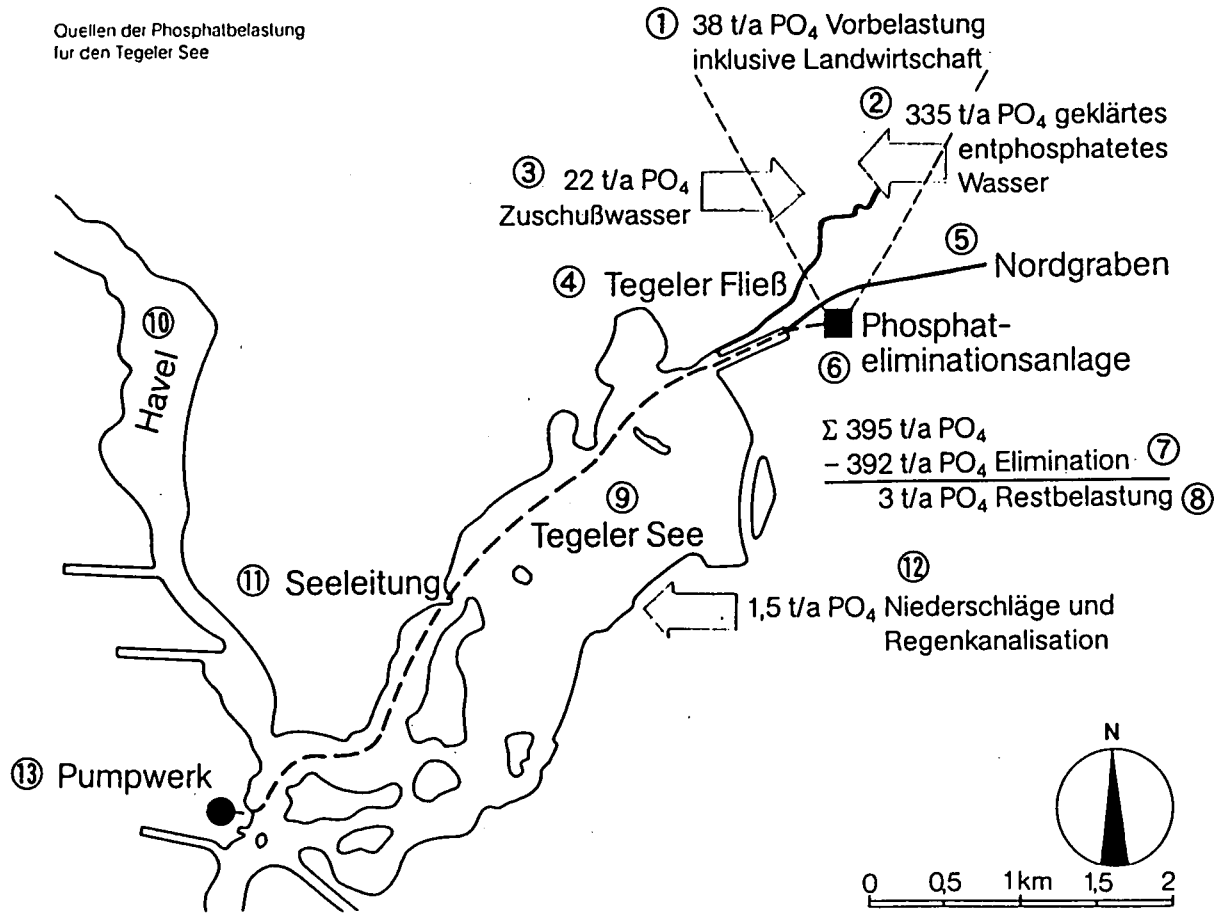 Quellen der Phosphatbelastung
fur den Tegeler See
① 38 t/a PO₄ Vorbelastung
inklusive Landwirtschaft
② 335 t/a PO₄ geklärtes
entphosphatetes
Wasser
③ 22 t/a PO₄
Zuschußwasser
④ Tegeler Fließ
⑤
Nordgraben
Phosphat-
⑥ eliminationsanlage
Σ 395 t/a PO₄
– 392 t/a PO₄ Elimination ⑦
3 t/a PO₄ Restbelastung ⑧
⑨
Tegeler See
Havel ⑩
⑪ Seeleitung
⑫
1,5 t/a PO₄ Niederschläge und
Regenkanalisation
⑬ Pumpwerk
N
0 0,5 1km 1,5 2